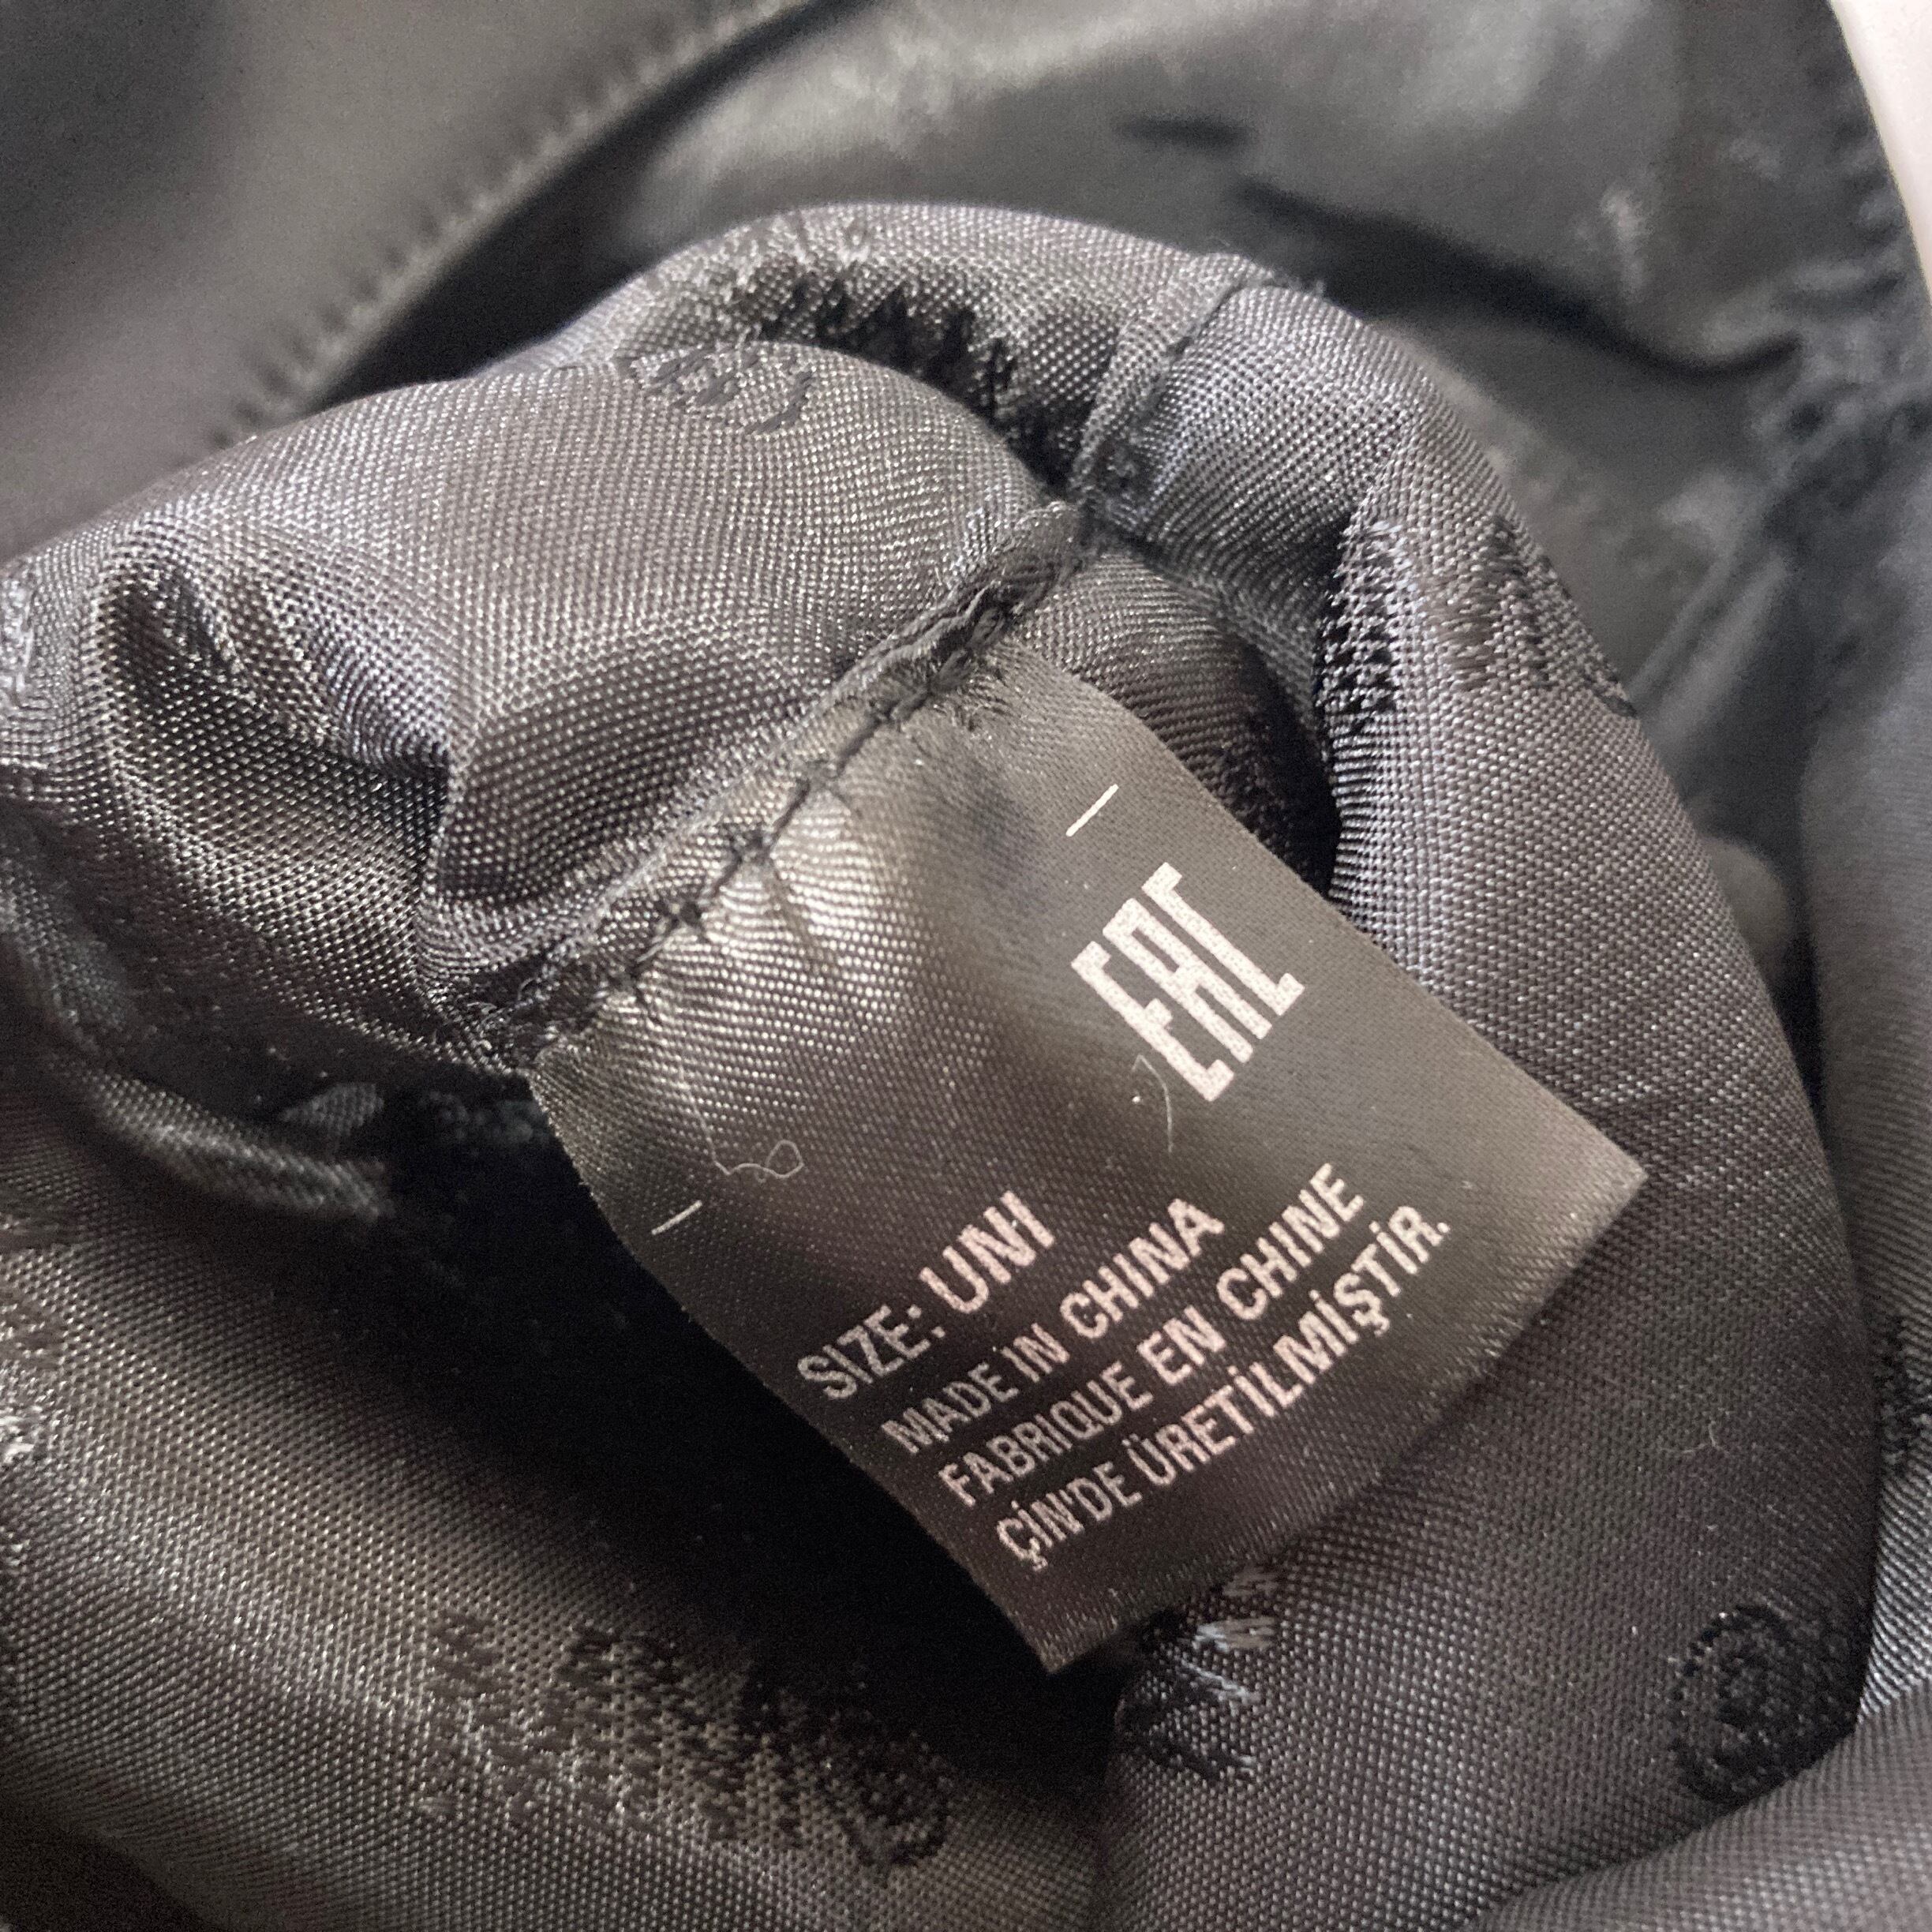 EAC
SIZE: UNI
MADE IN CHINA
FABRIQUE EN CHINE
ÇİN'DE ÜRETİLMİŞTİR.